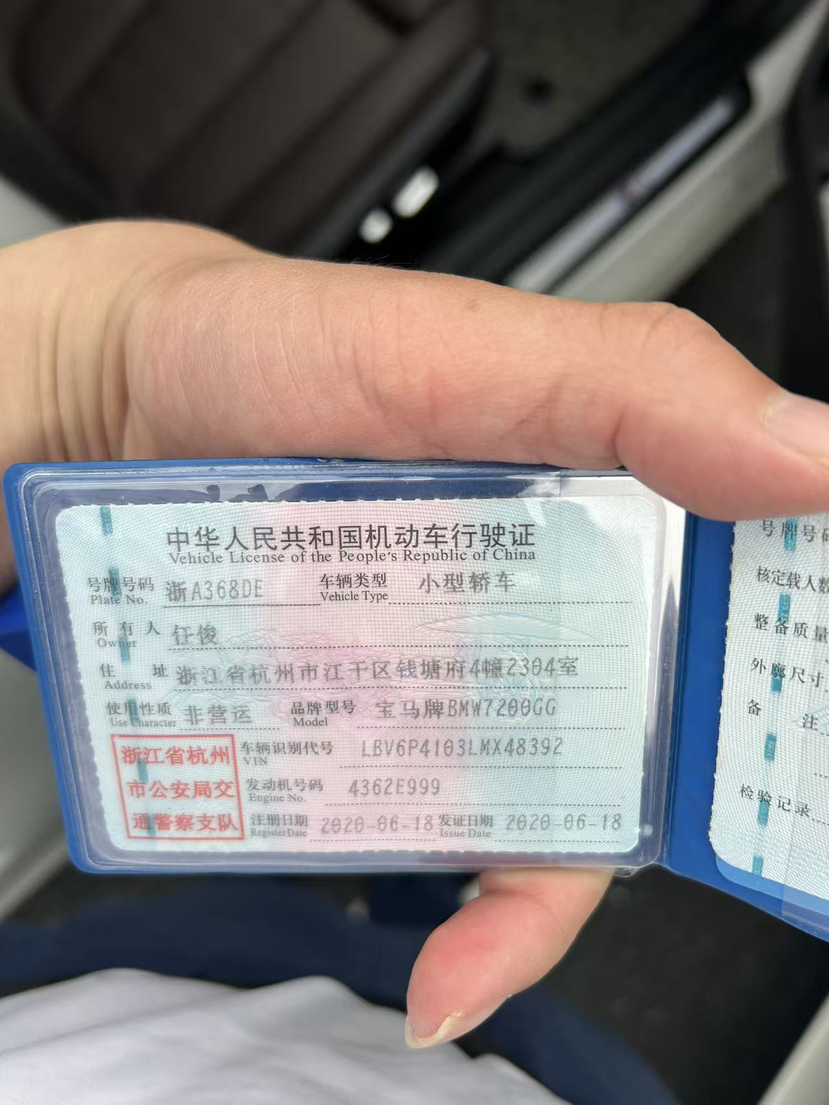 中华人民共和国机动车行驶证
Vehicle License of the People's Republic of China
号牌号码 浙A368DE 车辆类型 小型轿车
Plate No. Vehicle Type
所有人 任俊
Owner
住址 浙江省杭州市江干区钱塘府4幢2304室
Address
使用性质 非营运 品牌型号 宝马牌BMW7200GG
Use Character Model
浙江省杭州
市公安局交
通警察支队
车辆识别代号 LBV6P4103LMX48392
VIN
发动机号码 4362E999
Engine No.
注册日期 2020-06-18 发证日期 2020-06-18
Register Date Issue Date
号牌号码
核定载人数
整备质量
外廓尺寸
备注
检验记录